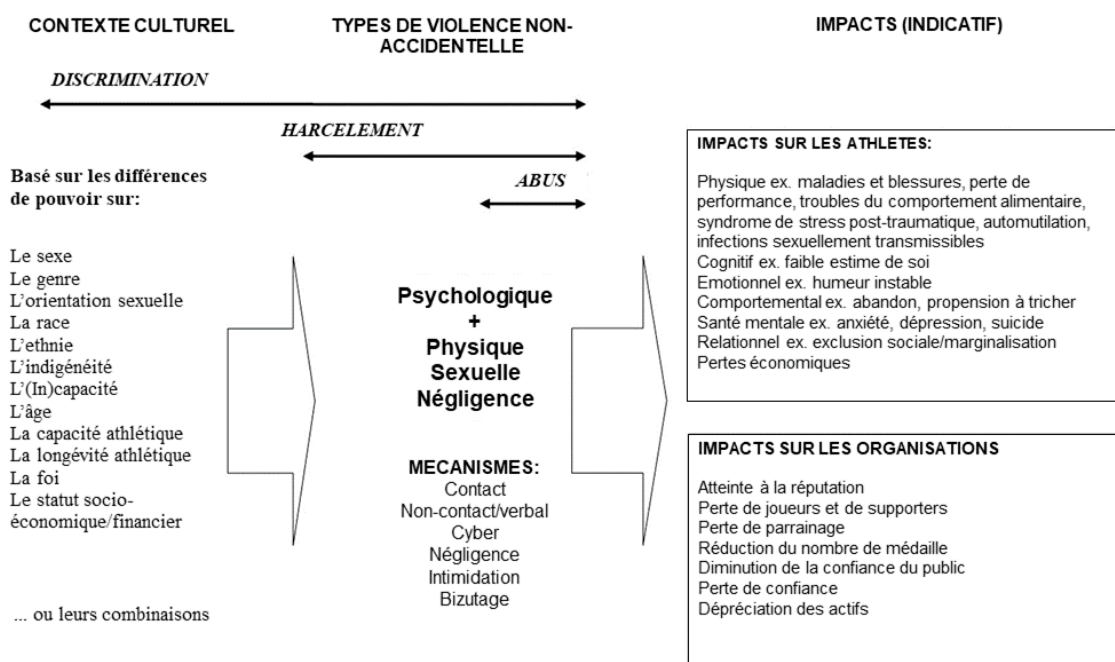 CONTEXTE CULTUREL
TYPES DE VIOLENCE NON-
ACCIDENTELLE
IMPACTS (INDICATIF)
DISCRIMINATION
HARCELEMENT
ABUS
Basé sur les différences
de pouvoir sur:
Le sexe
Le genre
L'orientation sexuelle
La race
L'ethnie
L'indigénéité
L'(In)capacité
L'âge
La capacité athlétique
La longévité athlétique
La foi
Le statut socio-
économique/financier
... ou leurs combinaisons
Psychologique
+
Physique
Sexuelle
Négligence
MECANISMES:
Contact
Non-contact/verbal
Cyber
Négligence
Intimidation
Bizutage
IMPACTS SUR LES ATHLETES:
Physique ex. maladies et blessures, perte de
performance, troubles du comportement alimentaire,
syndrome de stress post-traumatique, automutilation,
infections sexuellement transmissibles
Cognitif ex. faible estime de soi
Emotionnel ex. humeur instable
Comportemental ex. abandon, propension à tricher
Santé mentale ex. anxiété, dépression, suicide
Relationnel ex. exclusion sociale/marginalisation
Pertes économiques
IMPACTS SUR LES ORGANISATIONS
Atteinte à la réputation
Perte de joueurs et de supporters
Perte de parrainage
Réduction du nombre de médaille
Diminution de la confiance du public
Perte de confiance
Dépréciation des actifs